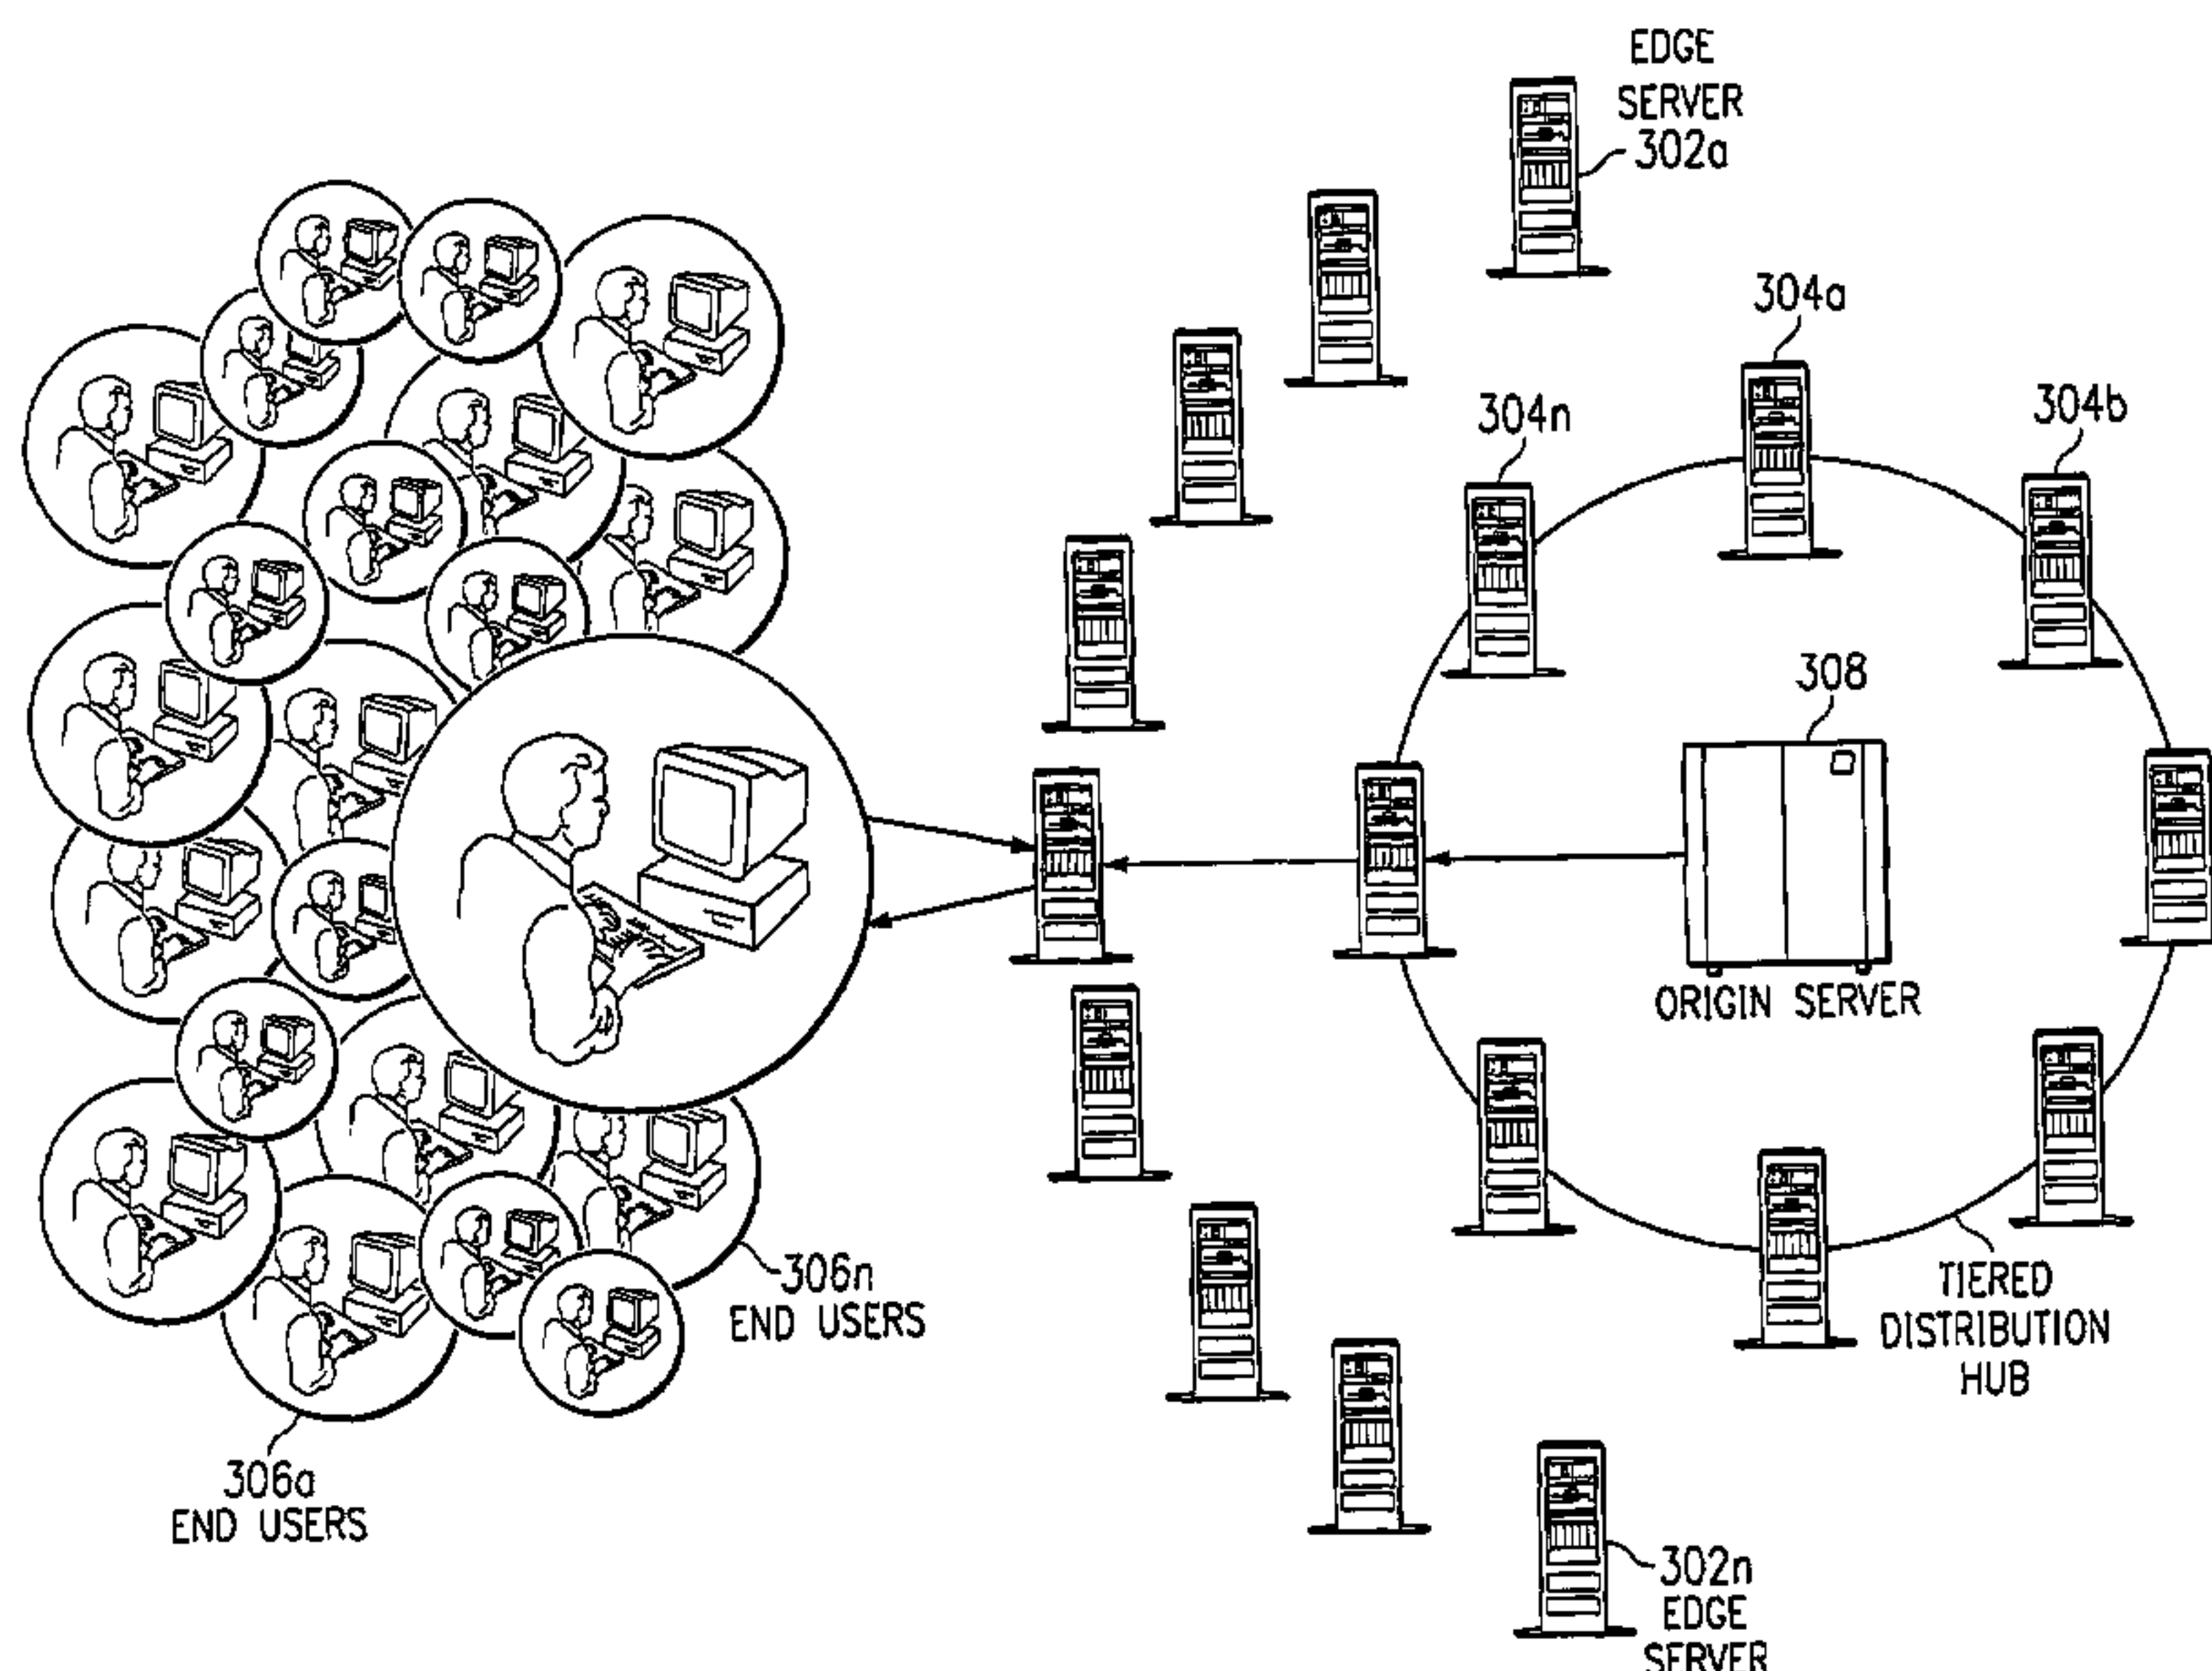 EDGE
SERVER
302a
304a
304n
304b
308
ORIGIN SERVER
306n
END USERS
TIERED
DISTRIBUTION
HUB
306a
END USERS
302n
EDGE
SERVER